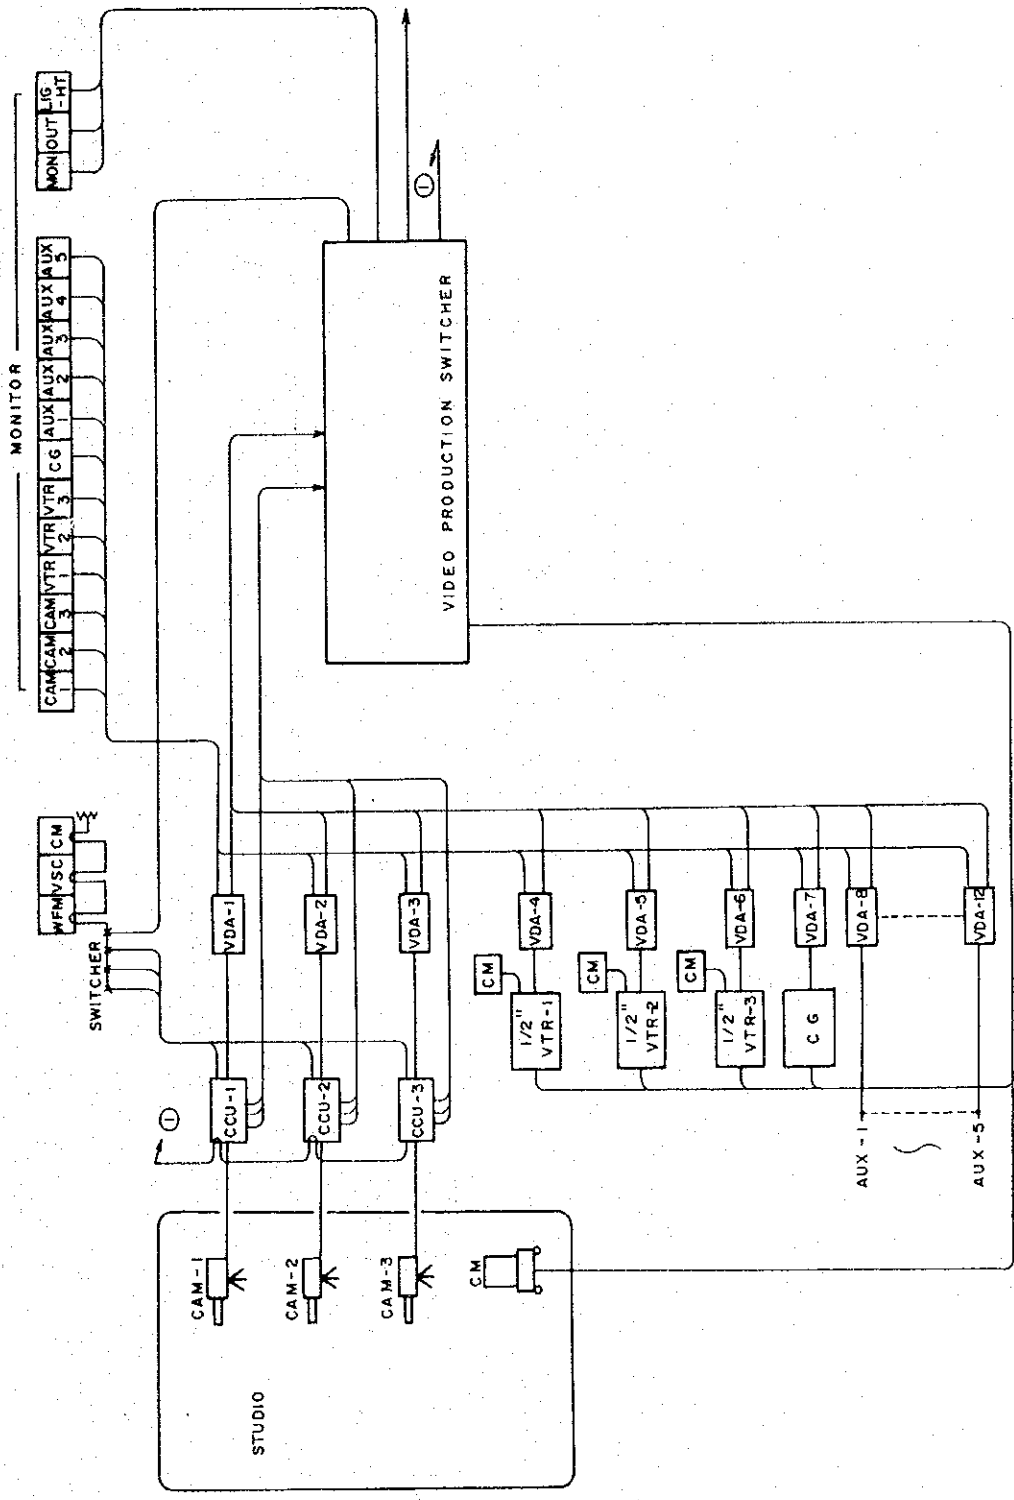 MONITOR
CAM 1
CAM 2
CAM 3
VTR 1
VTR 2
VTR 3
CG
AUX 1
AUX 2
AUX 3
AUX 4
AUX 5
MON
OUT
LIG
-HT
WFM
VSC
CM
SWITCHER
①
①
VIDEO PRODUCTION SWITCHER
CCU-1
VDA-1
CCU-2
VDA-2
CCU-3
VDA-3
CM
1/2"
VTR-1
VDA-4
CM
1/2"
VTR-2
VDA-5
CM
1/2"
VTR-3
VDA-6
CG
VDA-7
AUX-1
VDA-8
AUX-5
VDA-12
STUDIO
CAM-1
CAM-2
CAM-3
CM